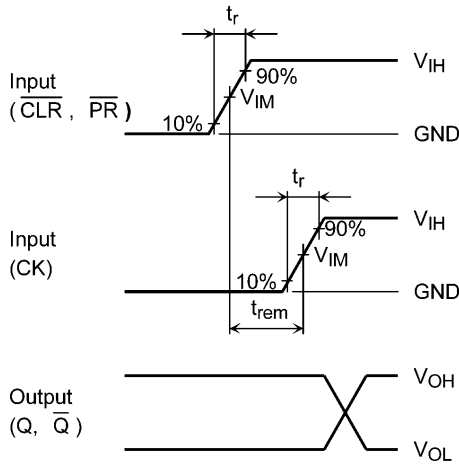 tr
Input
(CLR, PR)
90%
VIM
10%
VIH
GND
tr
Input
(CK)
90%
VIM
10%
trem
VIH
GND
Output
(Q, Q)
VOH
VOL